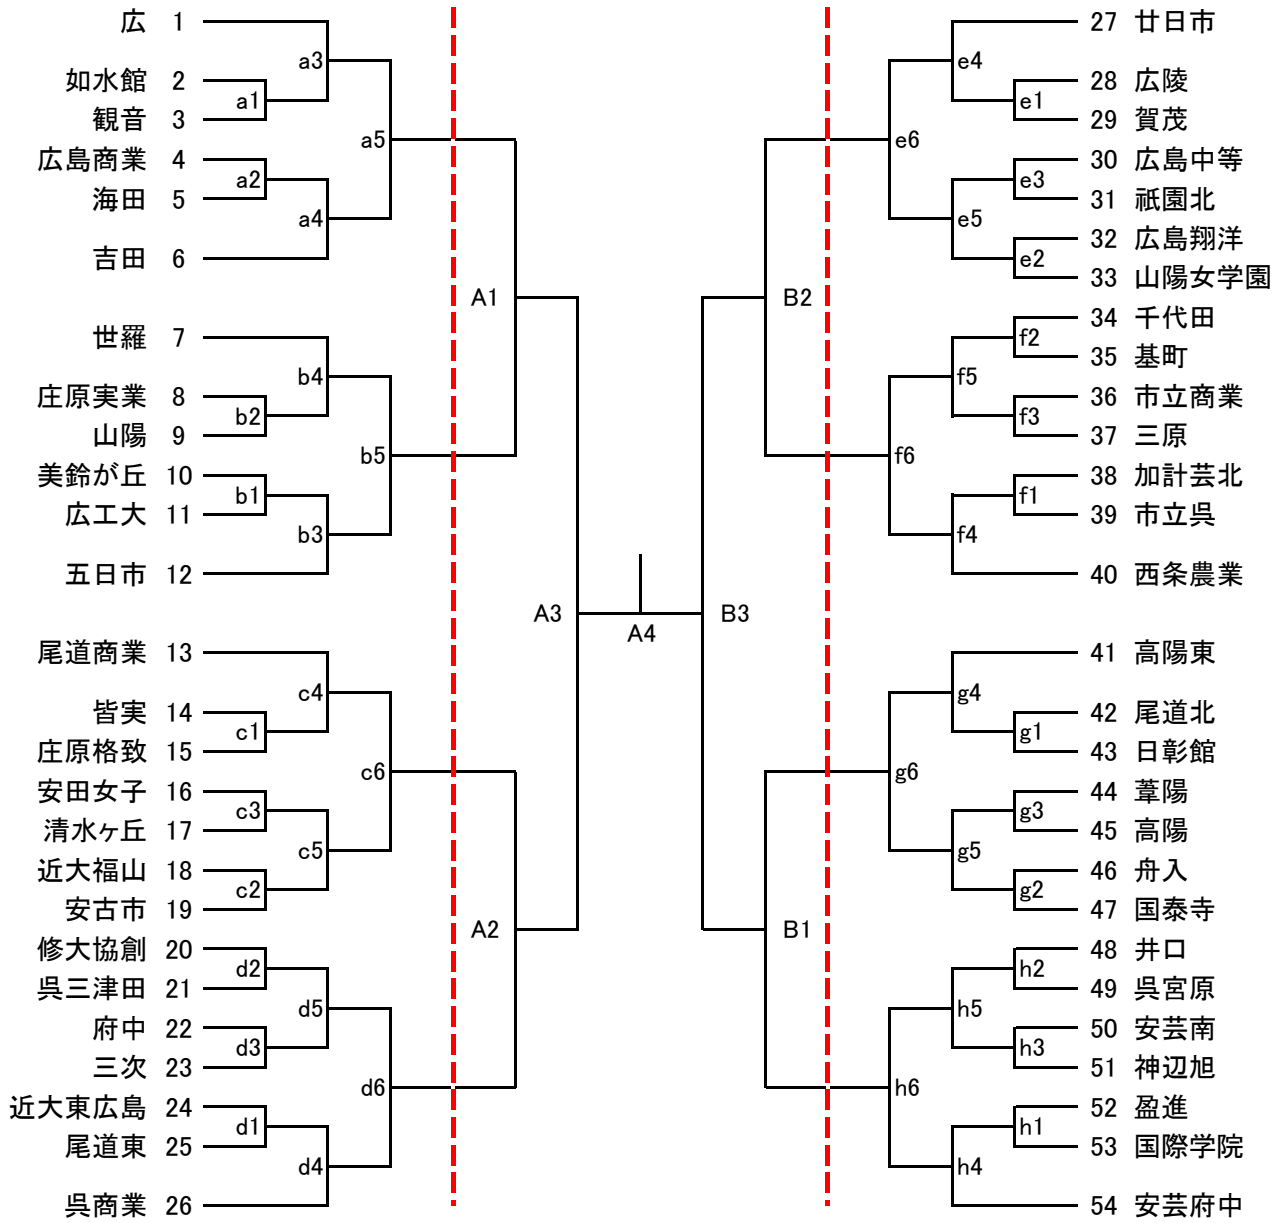 広 1
如水館 2
観音 3
広島商業 4
海田 5
吉田 6
世羅 7
庄原実業 8
山陽 9
美鈴が丘 10
広工大 11
五日市 12
尾道商業 13
皆実 14
庄原格致 15
安田女子 16
清水ヶ丘 17
近大福山 18
安古市 19
修大協創 20
呉三津田 21
府中 22
三次 23
近大東広島 24
尾道東 25
呉商業 26
a3
a1
a5
a2
a4
b4
b2
b5
b1
b3
c4
c1
c6
c3
c5
c2
d2
d5
d3
d6
d1
d4
A1
A2
A3
A4
B3
B2
B1
e4
e1
e6
e3
e5
e2
f2
f5
f3
f6
f1
f4
g4
g1
g6
g3
g5
g2
h2
h5
h3
h6
h1
h4
27 廿日市
28 広陵
29 賀茂
30 広島中等
31 祇園北
32 広島翔洋
33 山陽女学園
34 千代田
35 基町
36 市立商業
37 三原
38 加計芸北
39 市立呉
40 西条農業
41 高陽東
42 尾道北
43 日彰館
44 葦陽
45 高陽
46 舟入
47 国泰寺
48 井口
49 呉宮原
50 安芸南
51 神辺旭
52 盈進
53 国際学院
54 安芸府中